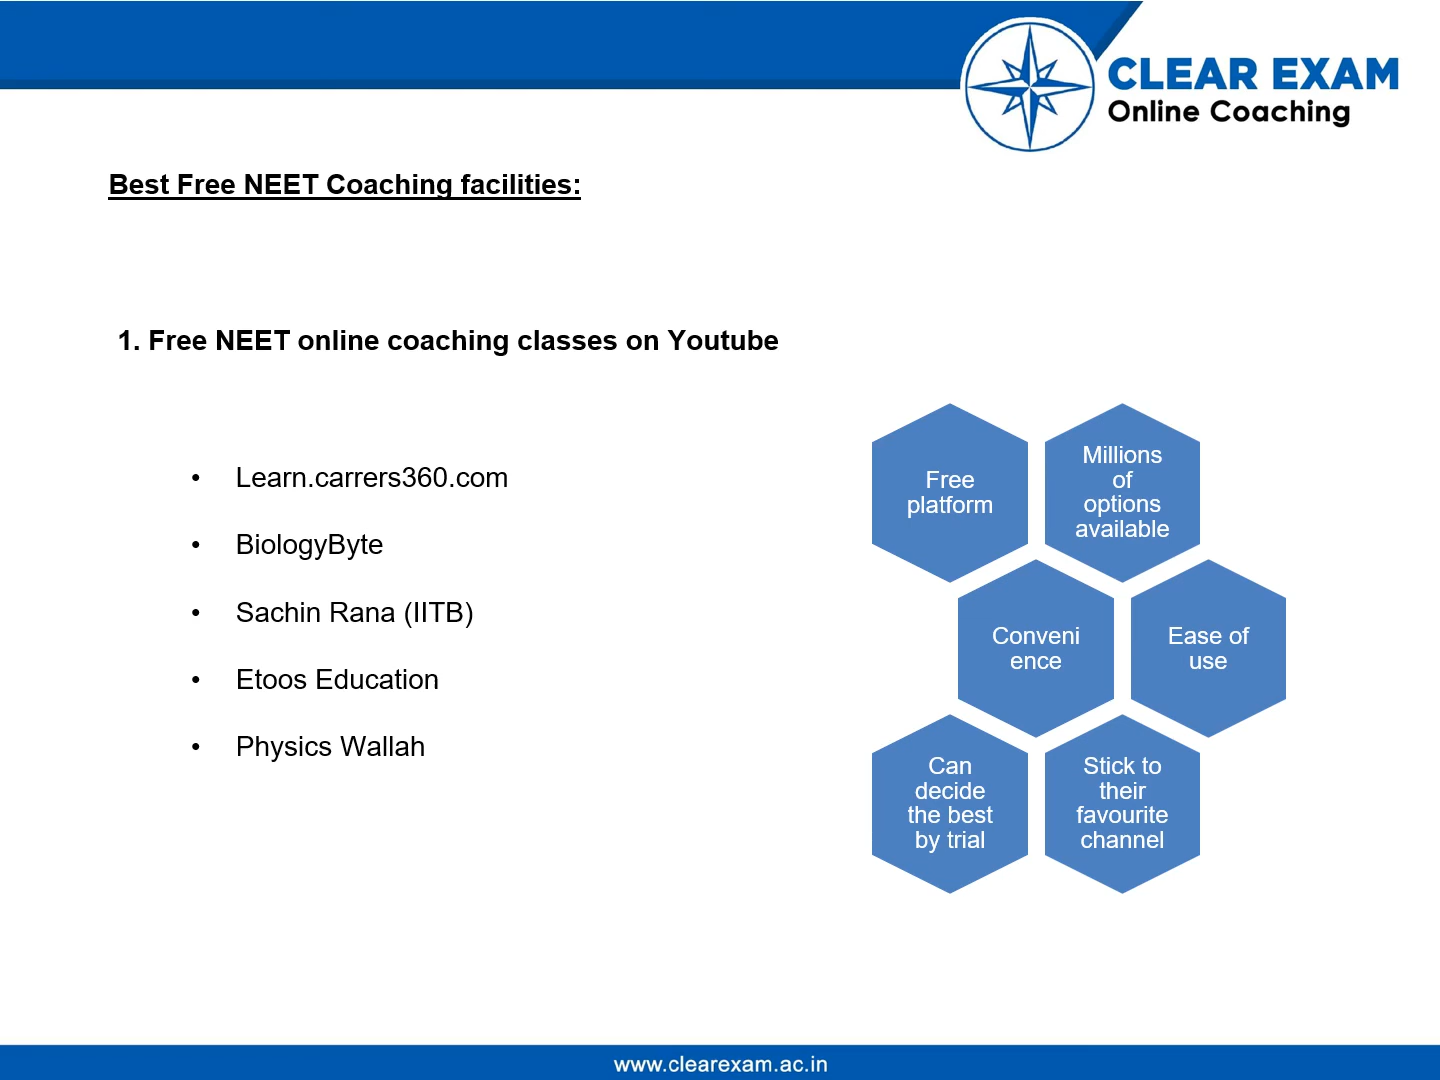 CLEAR EXAM
Online Coaching
Best Free NEET Coaching facilities:
1. Free NEET online coaching classes on Youtube
• Learn.carrers360.com
• BiologyByte
• Sachin Rana (IITB)
• Etoos Education
• Physics Wallah
Free
platform
Millions
of
options
available
Conveni
ence
Ease of
use
Can
decide
the best
by trial
Stick to
their
favourite
channel
www.clearexam.ac.in